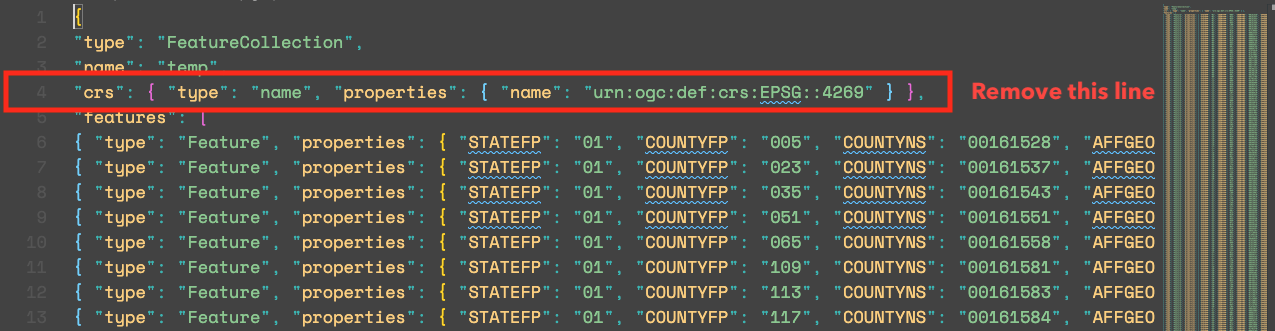 1 {
2 "type": "FeatureCollection",
3 "name": "temp"
4 "crs": { "type": "name", "properties": { "name": "urn:ogc:def:crs:EPSG::4269" } },
Remove this line
5 "features": [
6 { "type": "Feature", "properties": { "STATEFP": "01", "COUNTYFP": "005", "COUNTYNS": "00161528", "AFFGEO
7 { "type": "Feature", "properties": { "STATEFP": "01", "COUNTYFP": "023", "COUNTYNS": "00161537", "AFFGEO
8 { "type": "Feature", "properties": { "STATEFP": "01", "COUNTYFP": "035", "COUNTYNS": "00161543", "AFFGEO
9 { "type": "Feature", "properties": { "STATEFP": "01", "COUNTYFP": "051", "COUNTYNS": "00161551", "AFFGEO
10 { "type": "Feature", "properties": { "STATEFP": "01", "COUNTYFP": "065", "COUNTYNS": "00161558", "AFFGEO
11 { "type": "Feature", "properties": { "STATEFP": "01", "COUNTYFP": "109", "COUNTYNS": "00161581", "AFFGEO
12 { "type": "Feature", "properties": { "STATEFP": "01", "COUNTYFP": "113", "COUNTYNS": "00161583", "AFFGEO
13 { "type": "Feature", "properties": { "STATEFP": "01", "COUNTYFP": "117", "COUNTYNS": "00161584", "AFFGEO